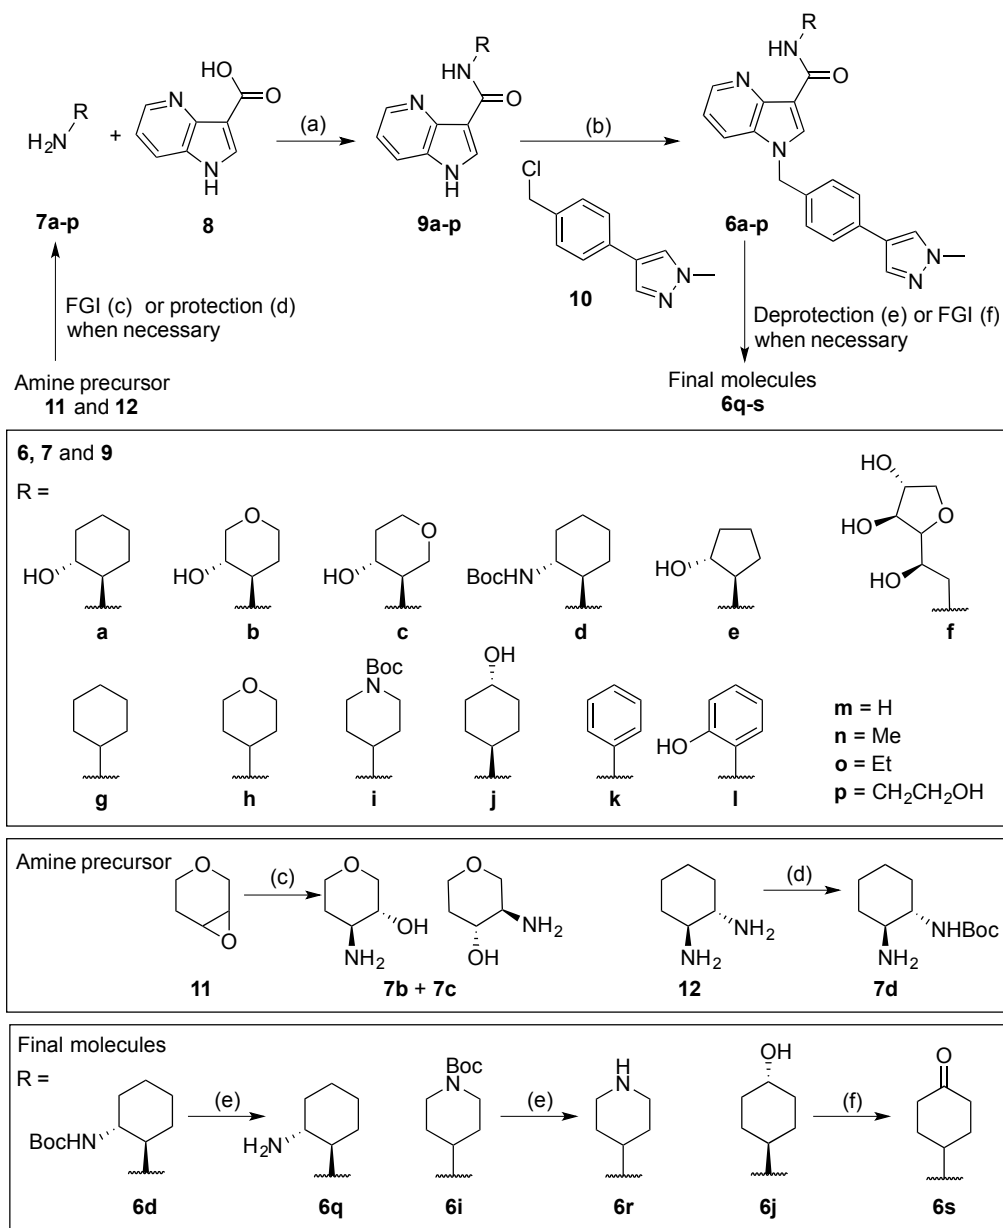 R
HN
O
N
N
R
HO
O
N
N
H
R
H₂N
+
(a)
HN
O
N
N
H
(b)
Cl
N
N
N
N
7a-p
8
9a-p
10
6a-p
FGI (c) or protection (d)
when necessary
Deprotection (e) or FGI (f)
when necessary
Amine precursor
11 and 12
Final molecules
6q-s
6, 7 and 9
R =
HO
O
HO
O
HO
BocHN
HO
HO
HO
O
HO
a b c d e f
Boc
N
O
OH
HO
g h i j k l
m = H
n = Me
o = Et
p = CH₂CH₂OH
Amine precursor
O
O
(c)
O
OH
NH₂
O
NH₂
OH
NH₂
NH₂
(d)
NHBoc
NH₂
11 7b + 7c 12 7d
Final molecules
R =
BocHN
(e)
H₂N
Boc
N
(e)
H
N
OH
(f)
O
6d 6q 6i 6r 6j 6s